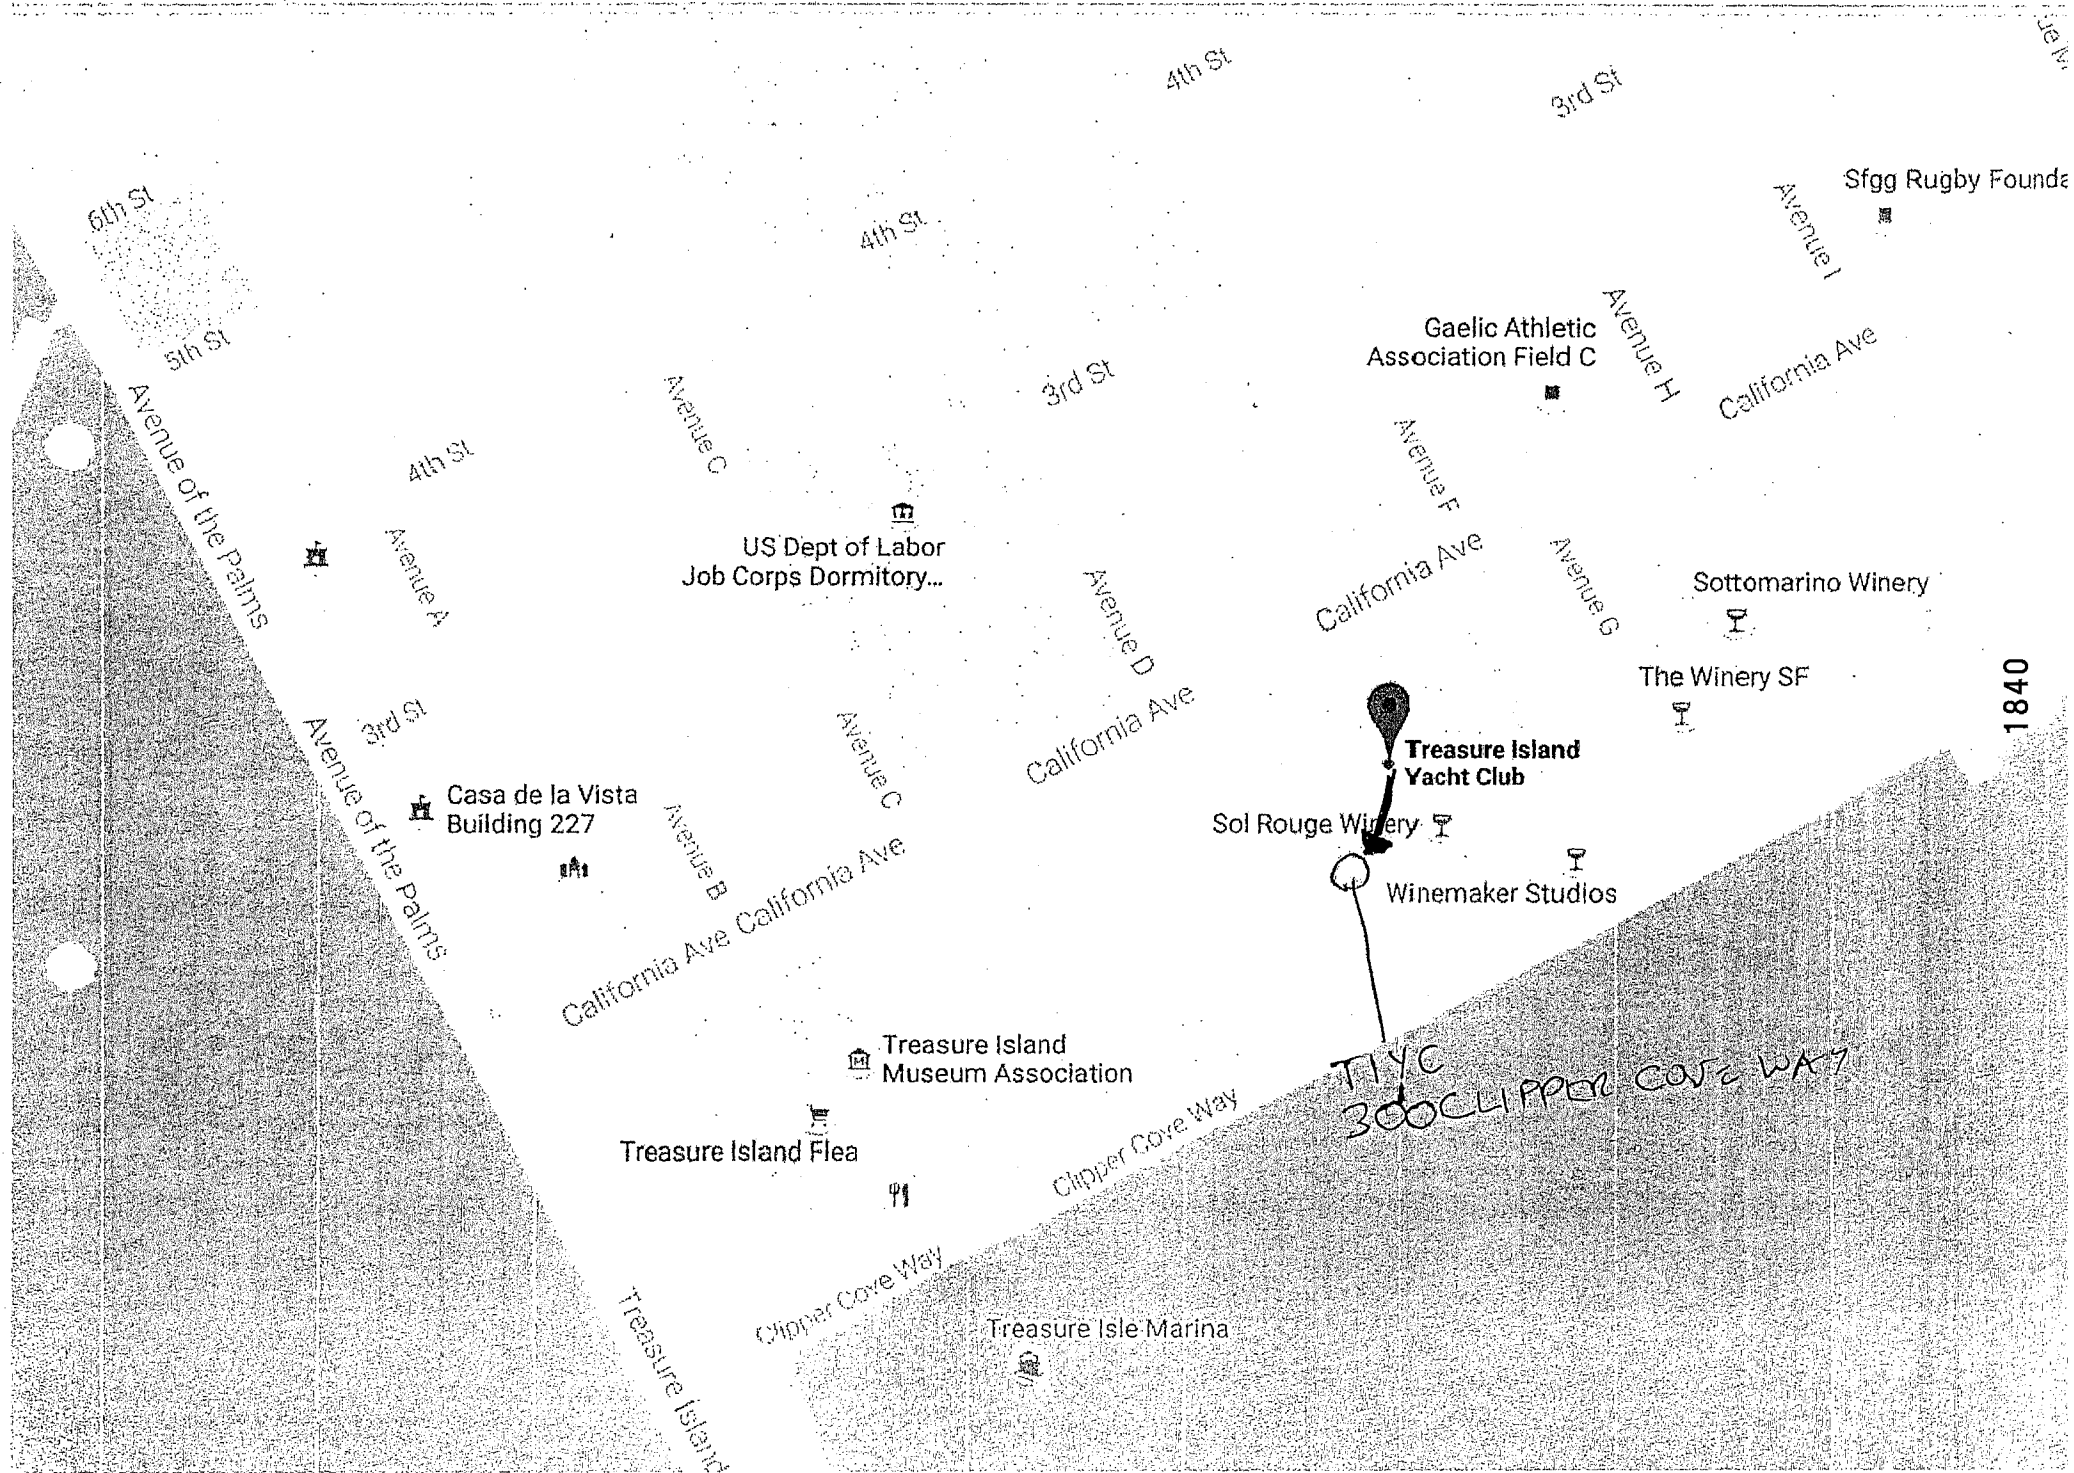 4th St
3rd St
Sfgg Rugby Founda
6th St
4th St
Avenue I
5th St
Gaelic Athletic
Association Field C
Avenue H
California Ave
3rd St
Avenue C
Avenue of the Palms
4th St
Avenue F
Avenue A
US Dept of Labor
Job Corps Dormitory...
Avenue D
California Ave
Avenue G
Sottomarino Winery
The Winery SF
1840
3rd St
Avenue of the Palms
Avenue C
California Ave
Treasure Island
Yacht Club
Casa de la Vista
Building 227
Avenue B
Sol Rouge Winery
Winemaker Studios
California Ave
California Ave
Treasure Island
Museum Association
TIYC
300 CLIPPER COVE WAY
Treasure Island Flea
Clipper Cove Way
Clipper Cove Way
Treasure Isle Marina
Treasure Island